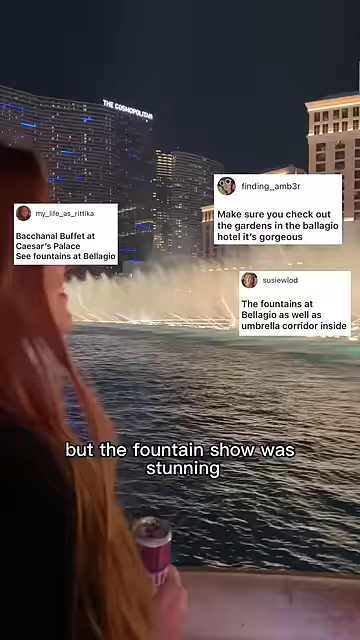 THE COSMOPOLITAN
finding_amb3r
Make sure you check out
the gardens in the ballagio
hotel it's gorgeous
my_life_as_rittika
Bacchanal Buffet at
Caesar's Palace
See fountains at Bellagio
susiewlod
The fountains at
Bellagio as well as
umbrella corridor inside
but the fountain show was
stunning